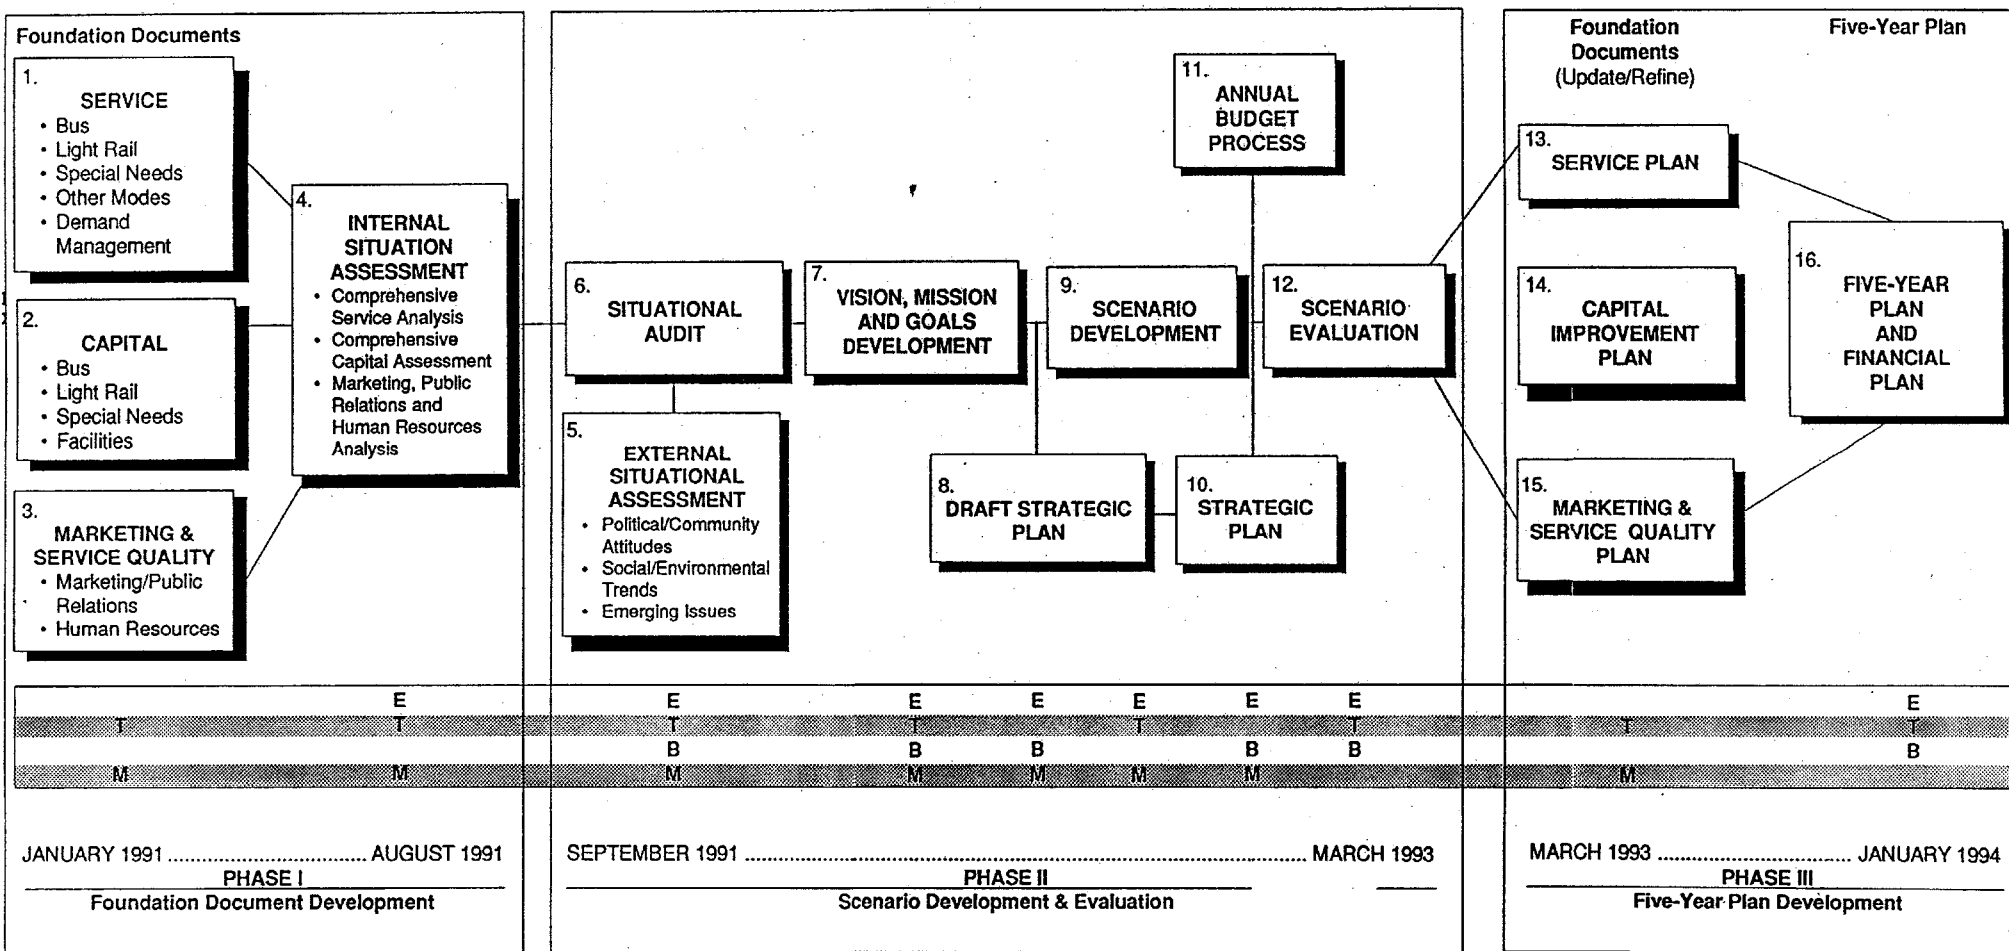 Foundation Documents
1.
SERVICE
• Bus
• Light Rail
• Special Needs
• Other Modes
• Demand
Management
2.
CAPITAL
• Bus
• Light Rail
• Special Needs
• Facilities
3.
MARKETING &
SERVICE QUALITY
• Marketing/Public
Relations
• Human Resources
4.
INTERNAL
SITUATION
ASSESSMENT
• Comprehensive
Service Analysis
• Comprehensive
Capital Assessment
• Marketing, Public
Relations and
Human Resources
Analysis
6.
SITUATIONAL
AUDIT
5.
EXTERNAL
SITUATIONAL
ASSESSMENT
• Political/Community
Attitudes
• Social/Environmental
Trends
• Emerging Issues
7.
VISION, MISSION
AND GOALS
DEVELOPMENT
8.
DRAFT STRATEGIC
PLAN
9.
SCENARIO
DEVELOPMENT
10.
STRATEGIC
PLAN
11.
ANNUAL
BUDGET
PROCESS
12.
SCENARIO
EVALUATION
Foundation
Documents
(Update/Refine)
Five-Year Plan
13.
SERVICE PLAN
14.
CAPITAL
IMPROVEMENT
PLAN
15.
MARKETING &
SERVICE QUALITY
PLAN
16.
FIVE-YEAR
PLAN
AND
FINANCIAL
PLAN
E E E E E E E E
T T T T T T T T
B B B B B B
M M M M M M M M
JANUARY 1991 .................................... AUGUST 1991
PHASE I
Foundation Document Development
SEPTEMBER 1991 .................................................................................................... MARCH 1993
PHASE II
Scenario Development & Evaluation
MARCH 1993 ................................... JANUARY 1994
PHASE III
Five-Year Plan Development